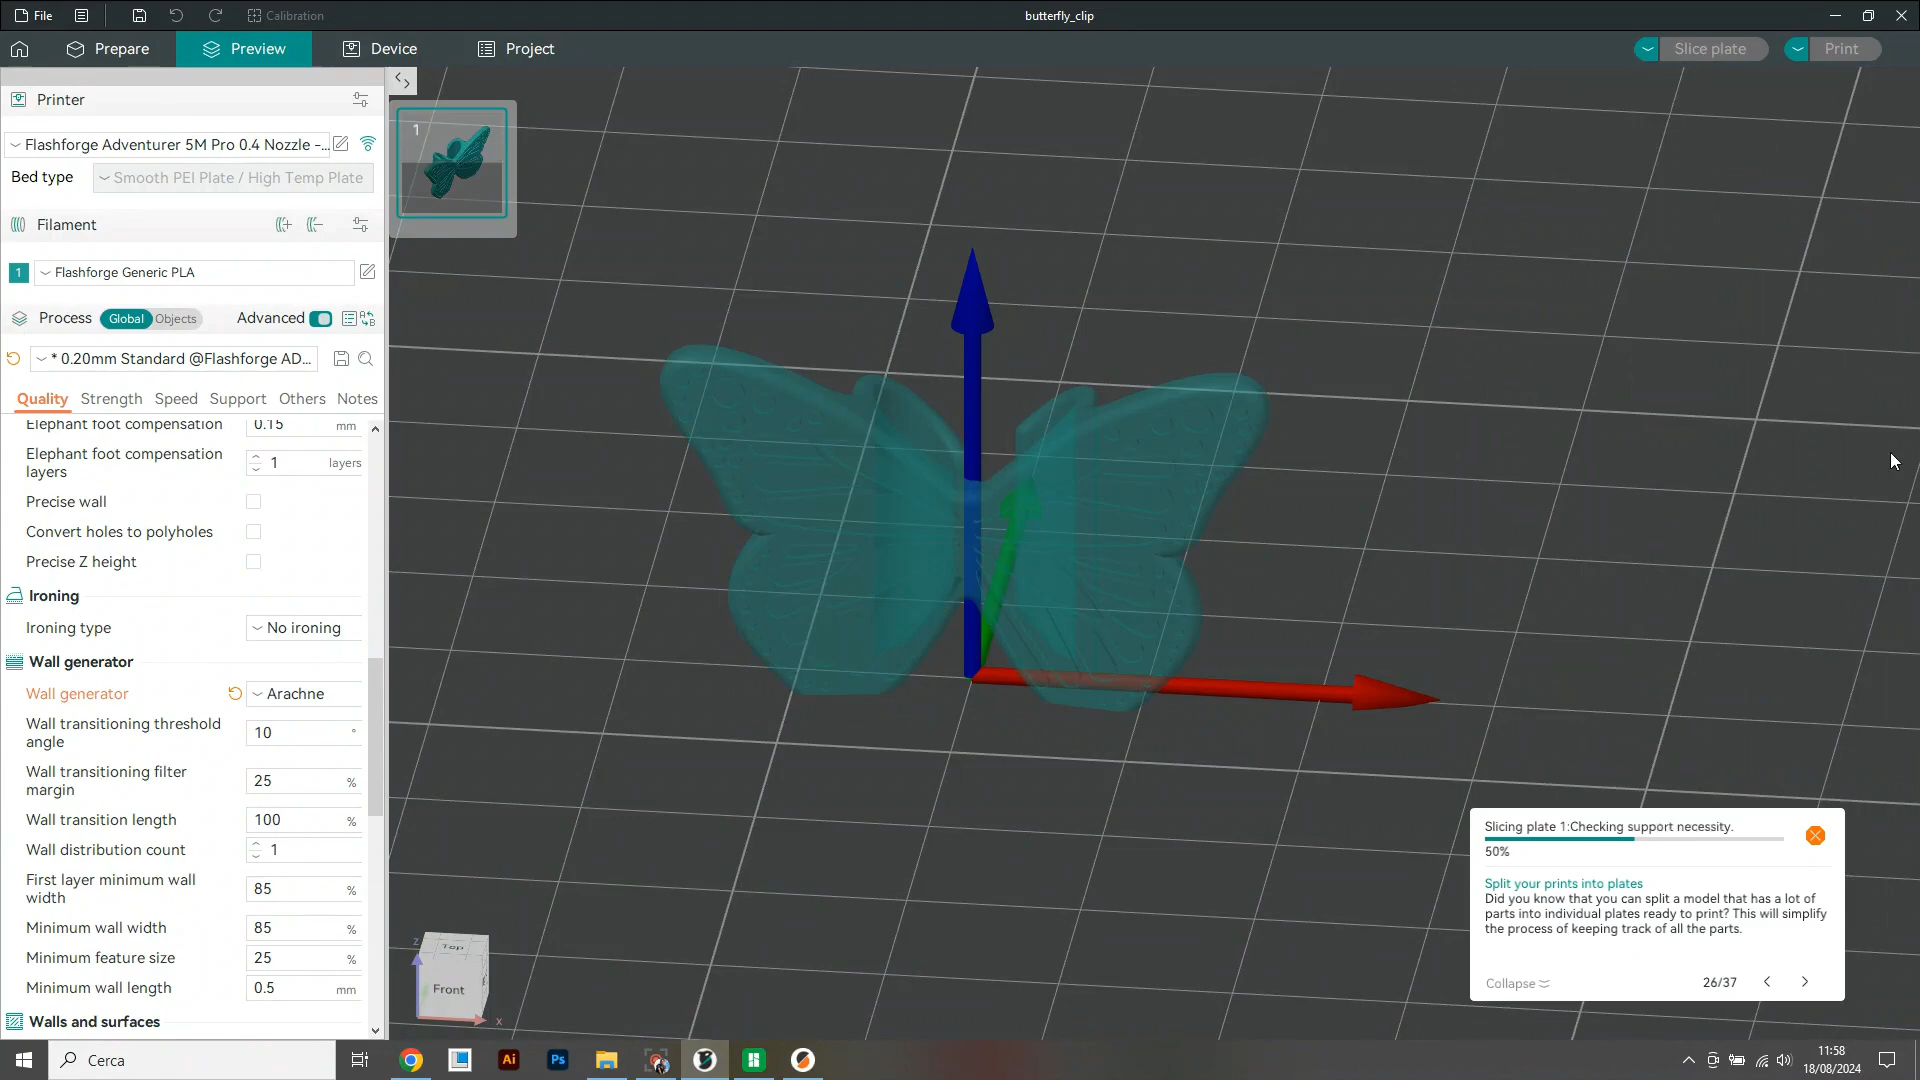 File
Calibration
butterfly_clip
Prepare
Preview
Device
Project
Slice plate
Print
Printer
Flashforge Adventurer 5M Pro 0.4 Nozzle -...
Bed type
Smooth PEI Plate / High Temp Plate
Filament
1
Flashforge Generic PLA
Process
Global
Objects
Advanced
* 0.20mm Standard @Flashforge AD...
Quality
Strength
Speed
Support
Others
Notes
Elephant foot compensation
0.15
mm
Elephant foot compensation
layers
1
layers
Precise wall
Convert holes to polyholes
Precise Z height
Ironing
Ironing type
No ironing
Wall generator
Wall generator
Arachne
Wall transitioning threshold
angle
10
°
Wall transitioning filter
margin
25
%
Wall transition length
100
%
Wall distribution count
1
First layer minimum wall
width
85
%
Minimum wall width
85
%
Minimum feature size
25
%
Minimum wall length
0.5
mm
Walls and surfaces
1
z
Top
Front
x
Slicing plate 1:Checking support necessity.
50%
Split your prints into plates
Did you know that you can split a model that has a lot of
parts into individual plates ready to print? This will simplify
the process of keeping track of all the parts.
Collapse
26/37
Cerca
Ai
Ps
11:58
18/08/2024